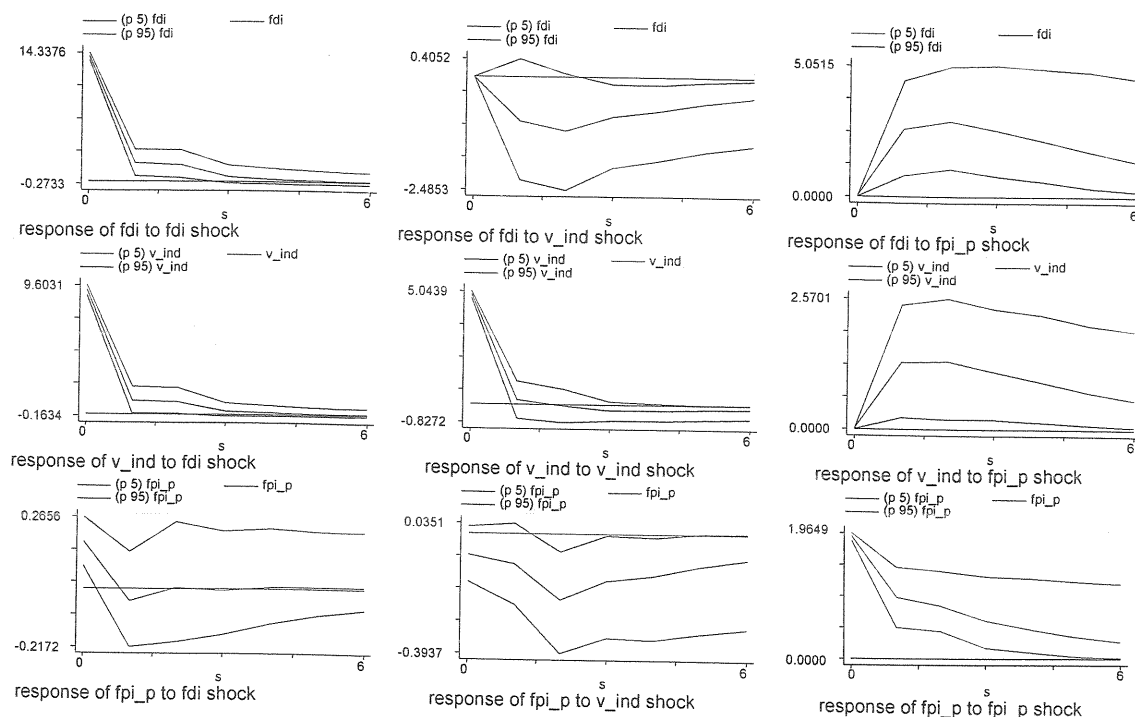 (p 5) fdi fdi
(p 95) fdi
14.3376
-0.2733
0 6
s
response of fdi to fdi shock
(p 5) fdi fdi
(p 95) fdi
0.4052
-2.4853
0 6
s
response of fdi to v_ind shock
(p 5) fdi fdi
(p 95) fdi
5.0515
0.0000
0 6
s
response of fdi to fpi_p shock
(p 5) v_ind v_ind
(p 95) v_ind
9.6031
-0.1634
0 6
s
response of v_ind to fdi shock
(p 5) v_ind v_ind
(p 95) v_ind
5.0439
-0.8272
0 6
s
response of v_ind to v_ind shock
(p 5) v_ind v_ind
(p 95) v_ind
2.5701
0.0000
0 6
s
response of v_ind to fpi_p shock
(p 5) fpi_p fpi_p
(p 95) fpi_p
0.2656
-0.2172
0 6
s
response of fpi_p to fdi shock
(p 5) fpi_p fpi_p
(p 95) fpi_p
0.0351
-0.3937
0 6
s
response of fpi_p to v_ind shock
(p 5) fpi_p fpi_p
(p 95) fpi_p
1.9649
0.0000
0 6
s
response of fpi_p to fpi_p shock